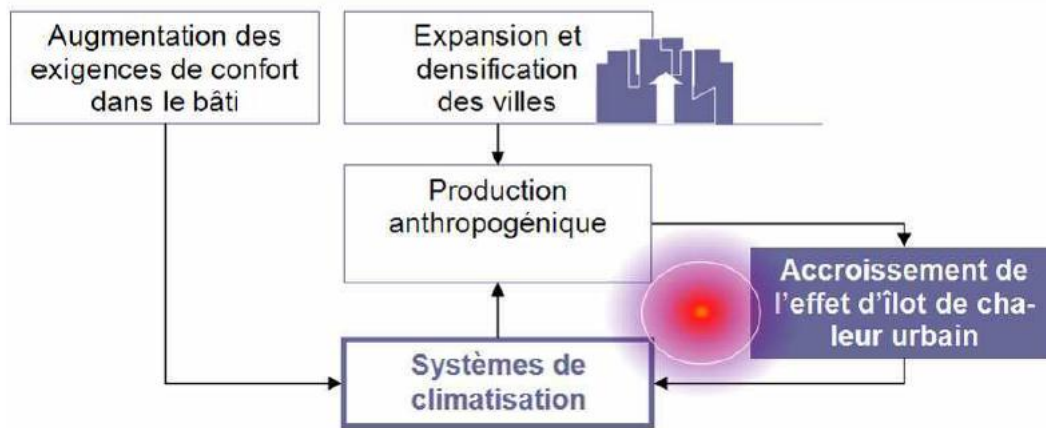 Augmentation des
exigences de confort
dans le bâti
Expansion et
densification
des villes
Production
anthropogénique
Accroissement de
l'effet d'îlot de cha-
leur urbain
Systèmes de
climatisation